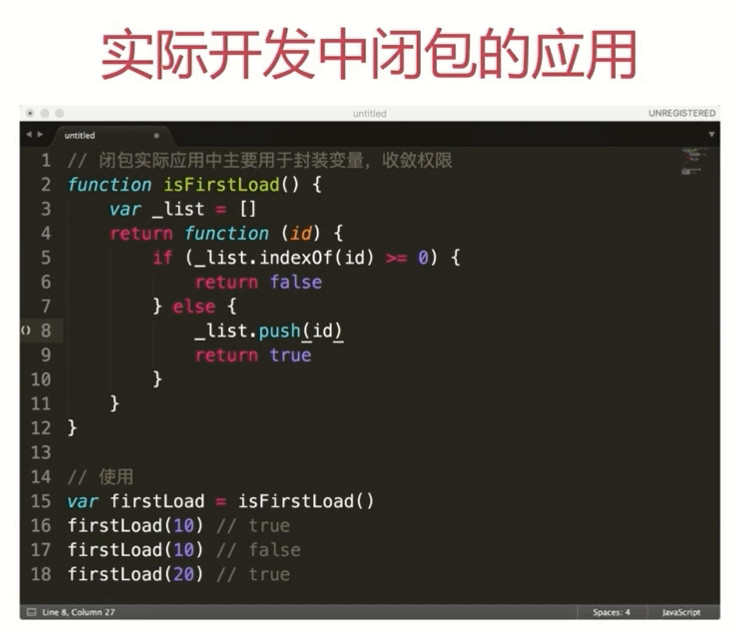 实际开发中闭包的应用
untitled
UNREGISTERED
untitled
1 // 闭包实际应用中主要用于封装变量，收敛权限
2 function isFirstLoad() {
3     var _list = []
4     return function (id) {
5         if (_list.indexOf(id) >= 0) {
6             return false
7         } else {
8             _list.push(id)
9             return true
10         }
11     }
12 }
13
14 // 使用
15 var firstLoad = isFirstLoad()
16 firstLoad(10) // true
17 firstLoad(10) // false
18 firstLoad(20) // true
Line 8, Column 27
Spaces: 4
JavaScript